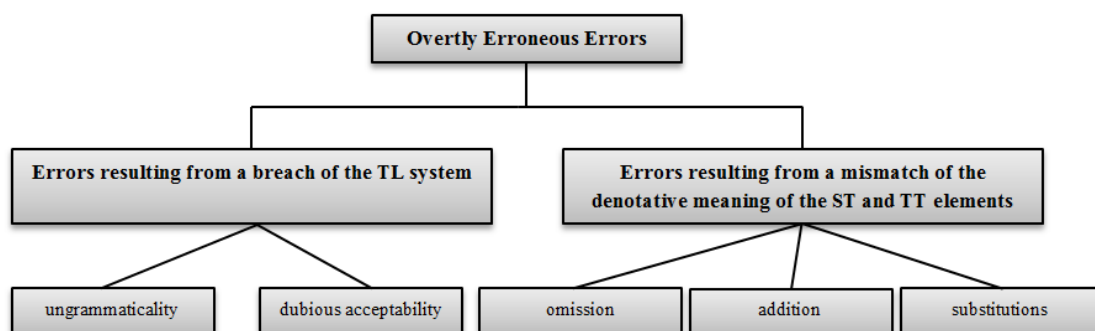 Overtly Erroneous Errors
Errors resulting from a breach of the TL system
Errors resulting from a mismatch of the
denotative meaning of the ST and TT elements
ungrammaticality
dubious acceptability
omission
addition
substitutions